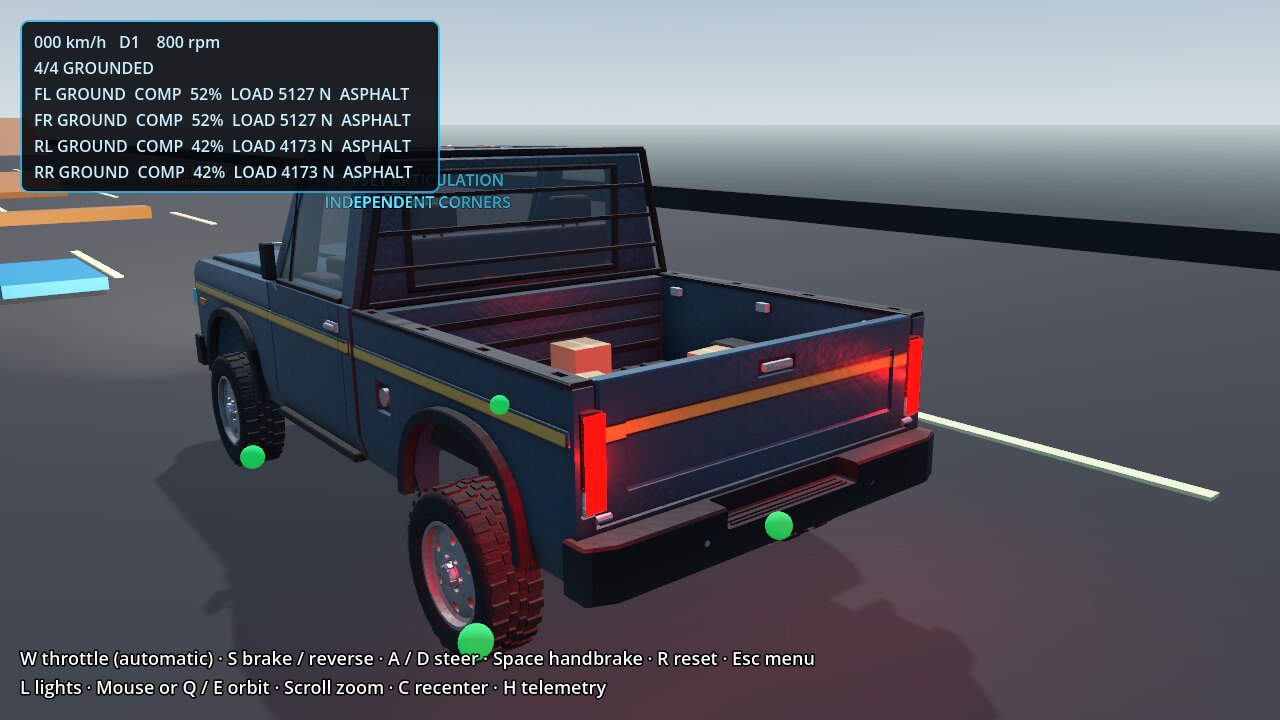 000 km/h D1 800 rpm
4/4 GROUNDED
FL GROUND COMP 52% LOAD 5127 N ASPHALT
FR GROUND COMP 52% LOAD 5127 N ASPHALT
RL GROUND COMP 42% LOAD 4173 N ASPHALT
RR GROUND COMP 42% LOAD 4173 N ASPHALT
ARTICULATION
INDEPENDENT CORNERS
W throttle (automatic) · S brake / reverse · A / D steer · Space handbrake · R reset · Esc menu
L lights · Mouse or Q / E orbit · Scroll zoom · C recenter · H telemetry